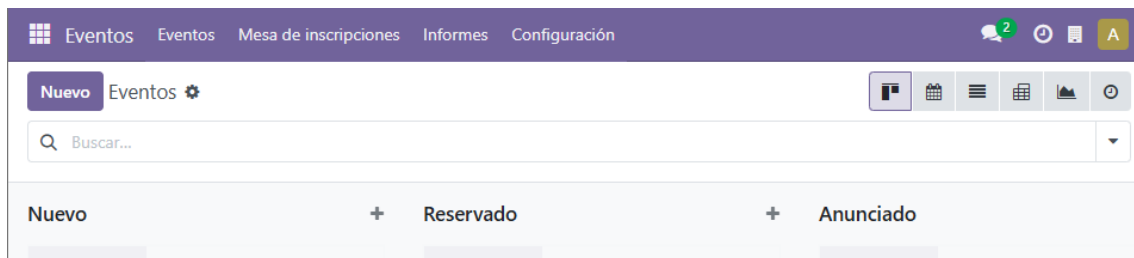 Eventos Eventos Mesa de inscripciones Informes Configuración 2 A
Nuevo Eventos
Buscar...
Nuevo + Reservado + Anunciado